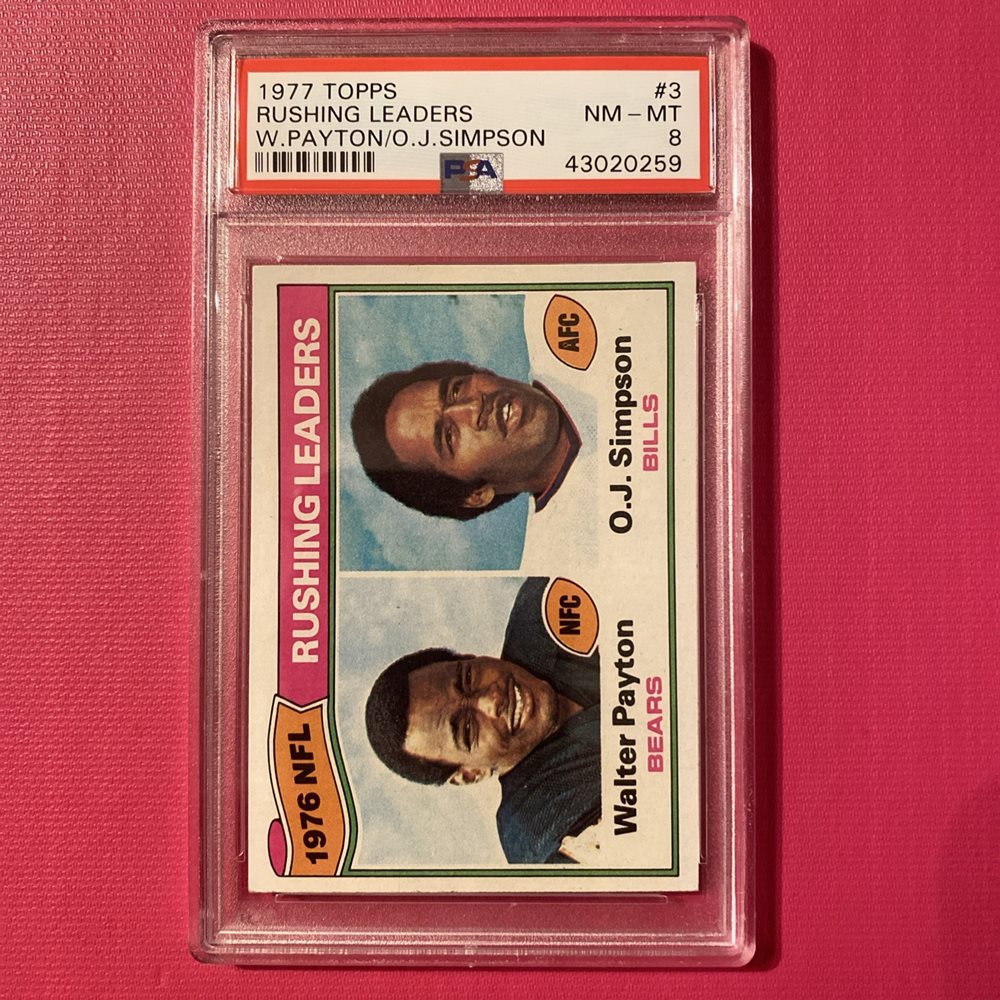 1977 TOPPS #3
RUSHING LEADERS NM – MT
W.PAYTON/O.J.SIMPSON 8
PSA 43020259
1976 NFL RUSHING LEADERS
NFC AFC
Walter Payton O.J. Simpson
BEARS BILLS